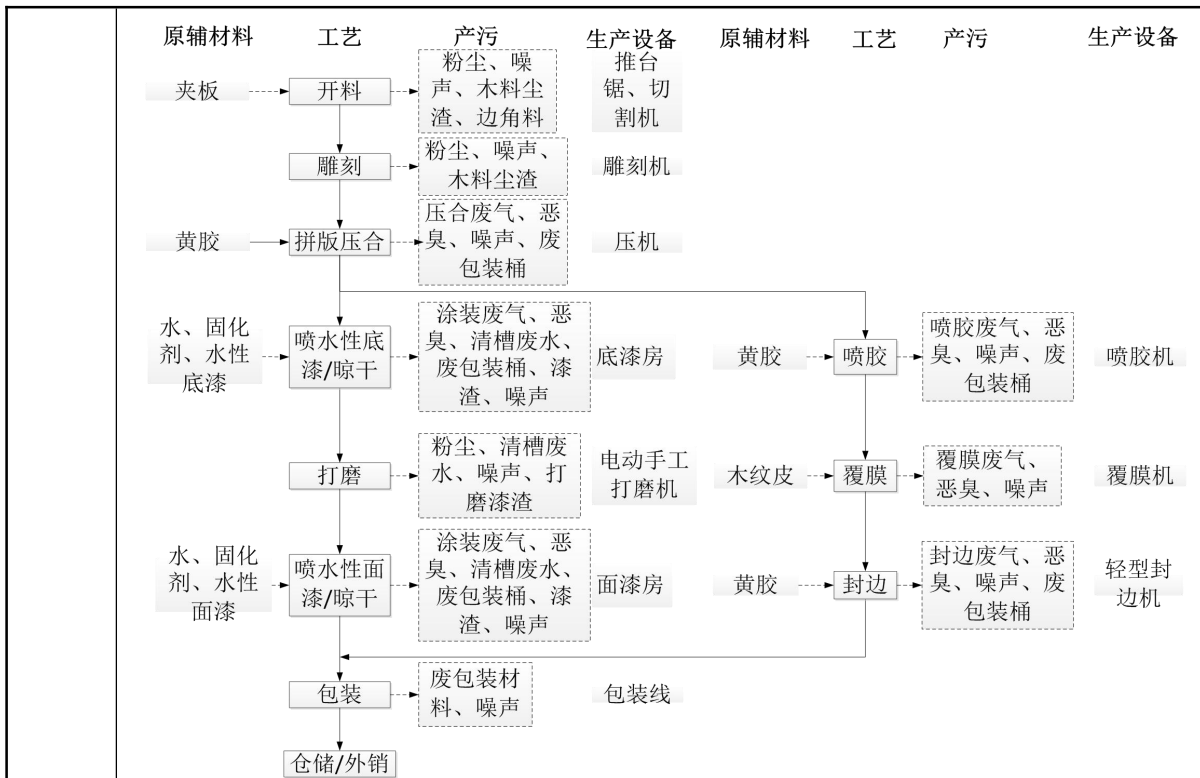 原辅材料 工艺 产污 生产设备 原辅材料 工艺 产污 生产设备
夹板
开料
粉尘、噪
声、木料尘
渣、边角料
推台
锯、切
割机
雕刻
粉尘、噪声、
木料尘渣
雕刻机
黄胶
拼版压合
压合废气、恶
臭、噪声、废
包装桶
压机
水、固化
剂、水性
底漆
喷水性底
漆/晾干
涂装废气、恶
臭、清槽废水、
废包装桶、漆
渣、噪声
底漆房
黄胶
喷胶
喷胶废气、恶
臭、噪声、废
包装桶
喷胶机
打磨
粉尘、清槽废
水、噪声、打
磨漆渣
电动手工
打磨机
木纹皮
覆膜
覆膜废气、
恶臭、噪声
覆膜机
水、固化
剂、水性
面漆
喷水性面
漆/晾干
涂装废气、恶
臭、清槽废水、
废包装桶、漆
渣、噪声
面漆房
黄胶
封边
封边废气、恶
臭、噪声、废
包装桶
轻型封
边机
包装
废包装材
料、噪声
包装线
仓储/外销